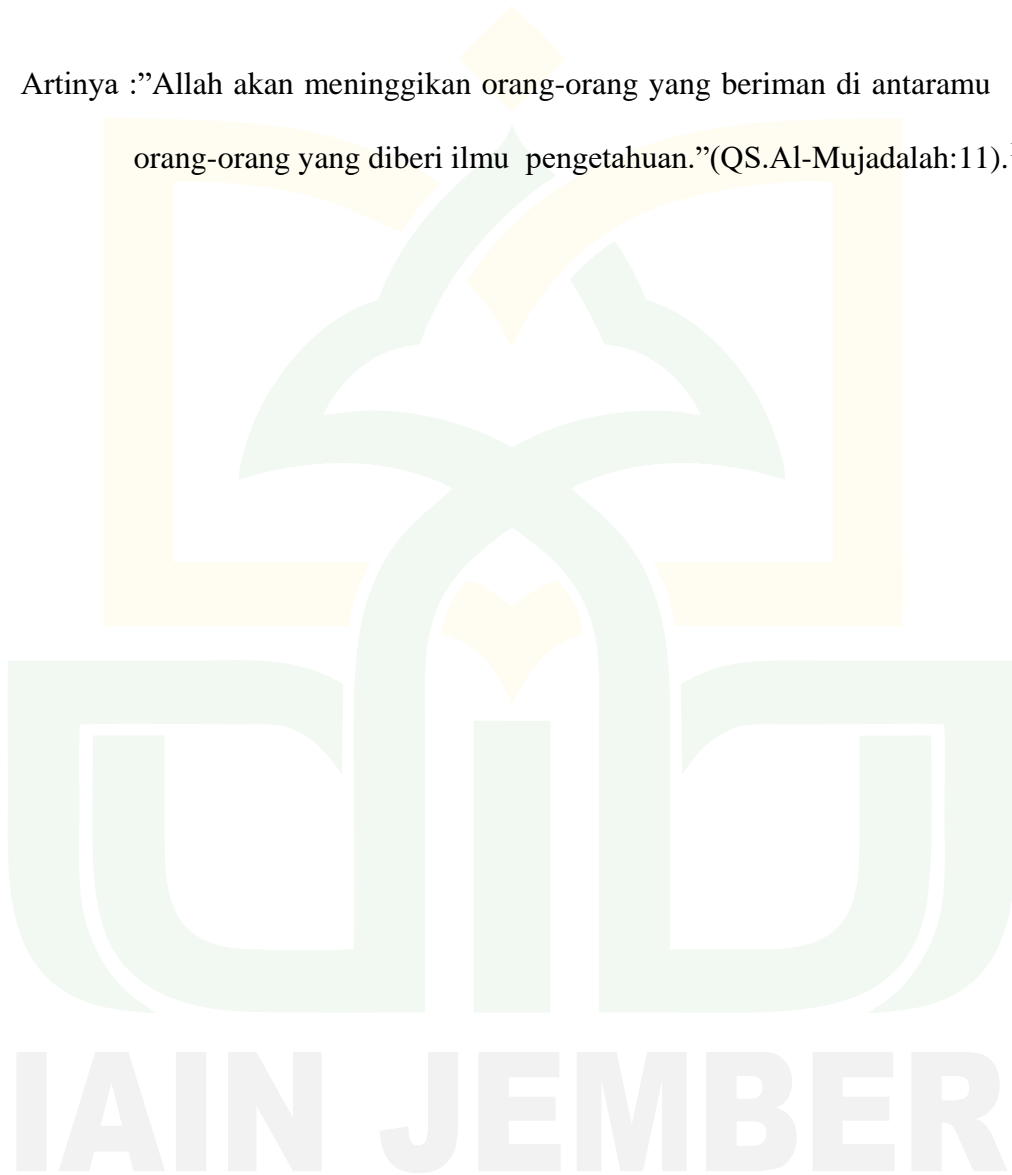 Artinya :”Allah akan meninggikan orang-orang yang beriman di antaramu
orang-orang yang diberi ilmu  pengetahuan.”(QS.Al-Mujadalah:11).
IAIN JEMBER